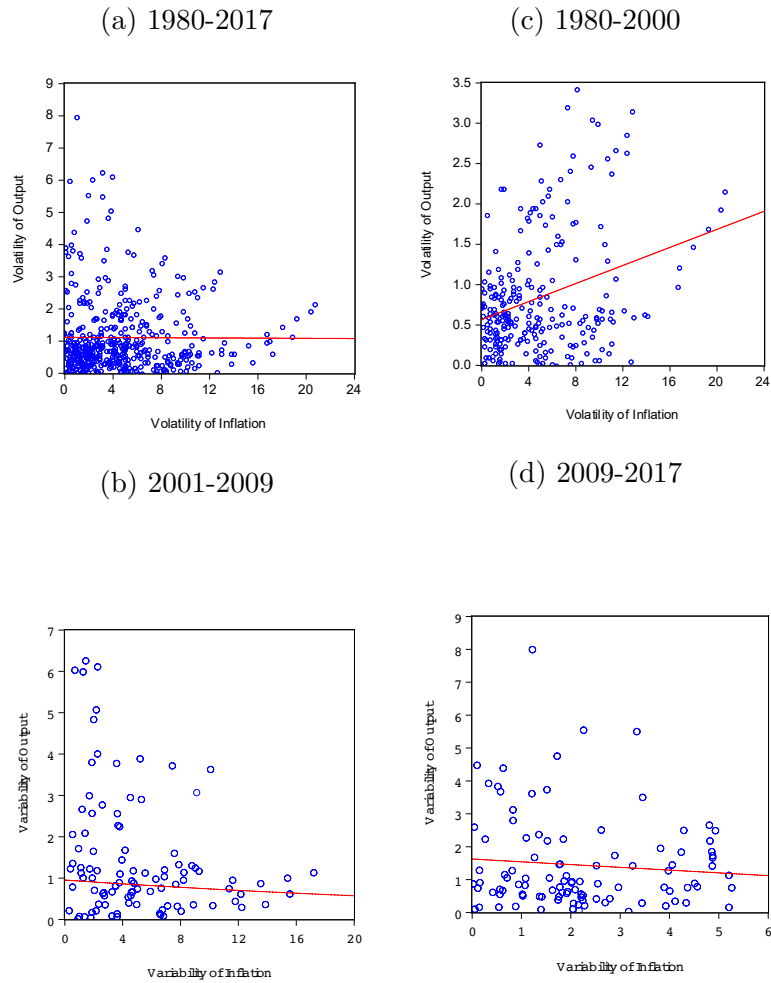 (a) 1980-2017
(c) 1980-2000
9
8
7
6
5
4
3
2
1
0
Volatility of Output
0 4 8 12 16 20 24
Volatility of Inflation
3.5
3.0
2.5
2.0
1.5
1.0
0.5
0.0
Volatility of Output
0 4 8 12 16 20 24
Volatility of Inflation
(b) 2001-2009
(d) 2009-2017
7
6
5
4
3
2
1
0
Variability of Output
0 4 8 12 16 20
Variability of Inflation
9
8
7
6
5
4
3
2
1
0
Variability of Output
0 1 2 3 4 5 6
Variability of Inflation